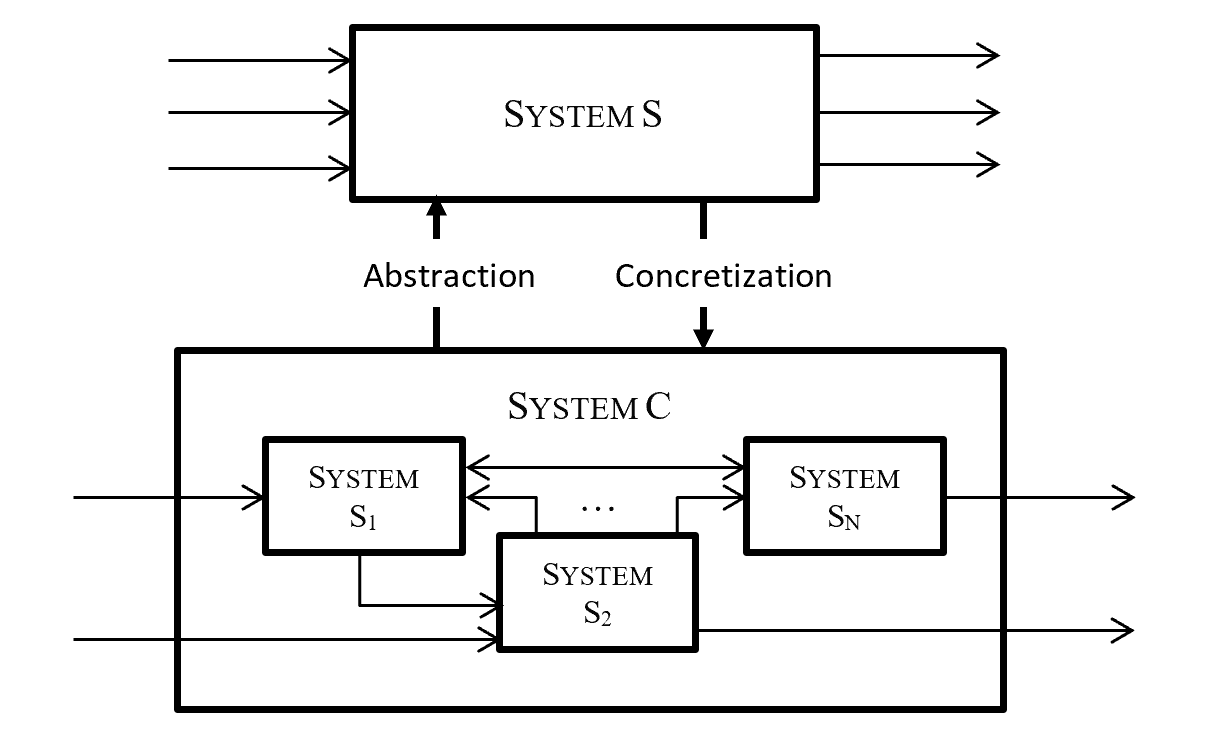 SYSTEM S
Abstraction
Concretization
SYSTEM C
SYSTEM
S1
SYSTEM
SN
...
SYSTEM
S2